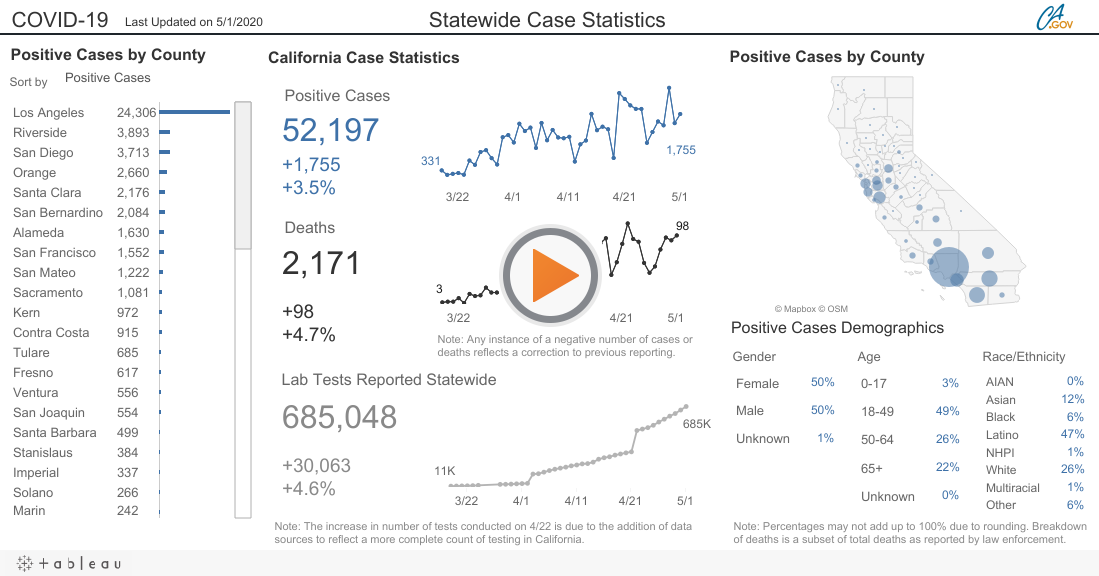 COVID-19 Last Updated on 5/1/2020
Statewide Case Statistics
CA
.GOV
Positive Cases by County
Sort by Positive Cases
Los Angeles 24,306
Riverside 3,893
San Diego 3,713
Orange 2,660
Santa Clara 2,176
San Bernardino 2,084
Alameda 1,630
San Francisco 1,552
San Mateo 1,222
Sacramento 1,081
Kern 972
Contra Costa 915
Tulare 685
Fresno 617
Ventura 556
San Joaquin 554
Santa Barbara 499
Stanislaus 384
Imperial 337
Solano 266
Marin 242
California Case Statistics
Positive Cases
52,197
+1,755
+3.5%
331
1,755
3/22 4/1 4/11 4/21 5/1
Deaths
2,171
+98
+4.7%
3
98
3/22 4/21 5/1
Note: Any instance of a negative number of cases or
deaths reflects a correction to previous reporting.
Lab Tests Reported Statewide
685,048
+30,063
+4.6%
11K
685K
3/22 4/1 4/11 4/21 5/1
Note: The increase in number of tests conducted on 4/22 is due to the addition of data
sources to reflect a more complete count of testing in California.
Positive Cases by County
© Mapbox © OSM
Positive Cases Demographics
Gender
Female 50%
Male 50%
Unknown 1%
Age
0-17 3%
18-49 49%
50-64 26%
65+ 22%
Unknown 0%
Race/Ethnicity
AIAN 0%
Asian 12%
Black 6%
Latino 47%
NHPI 1%
White 26%
Multiracial 1%
Other 6%
Note: Percentages may not add up to 100% due to rounding. Breakdown
of deaths is a subset of total deaths as reported by law enforcement.
+ableau